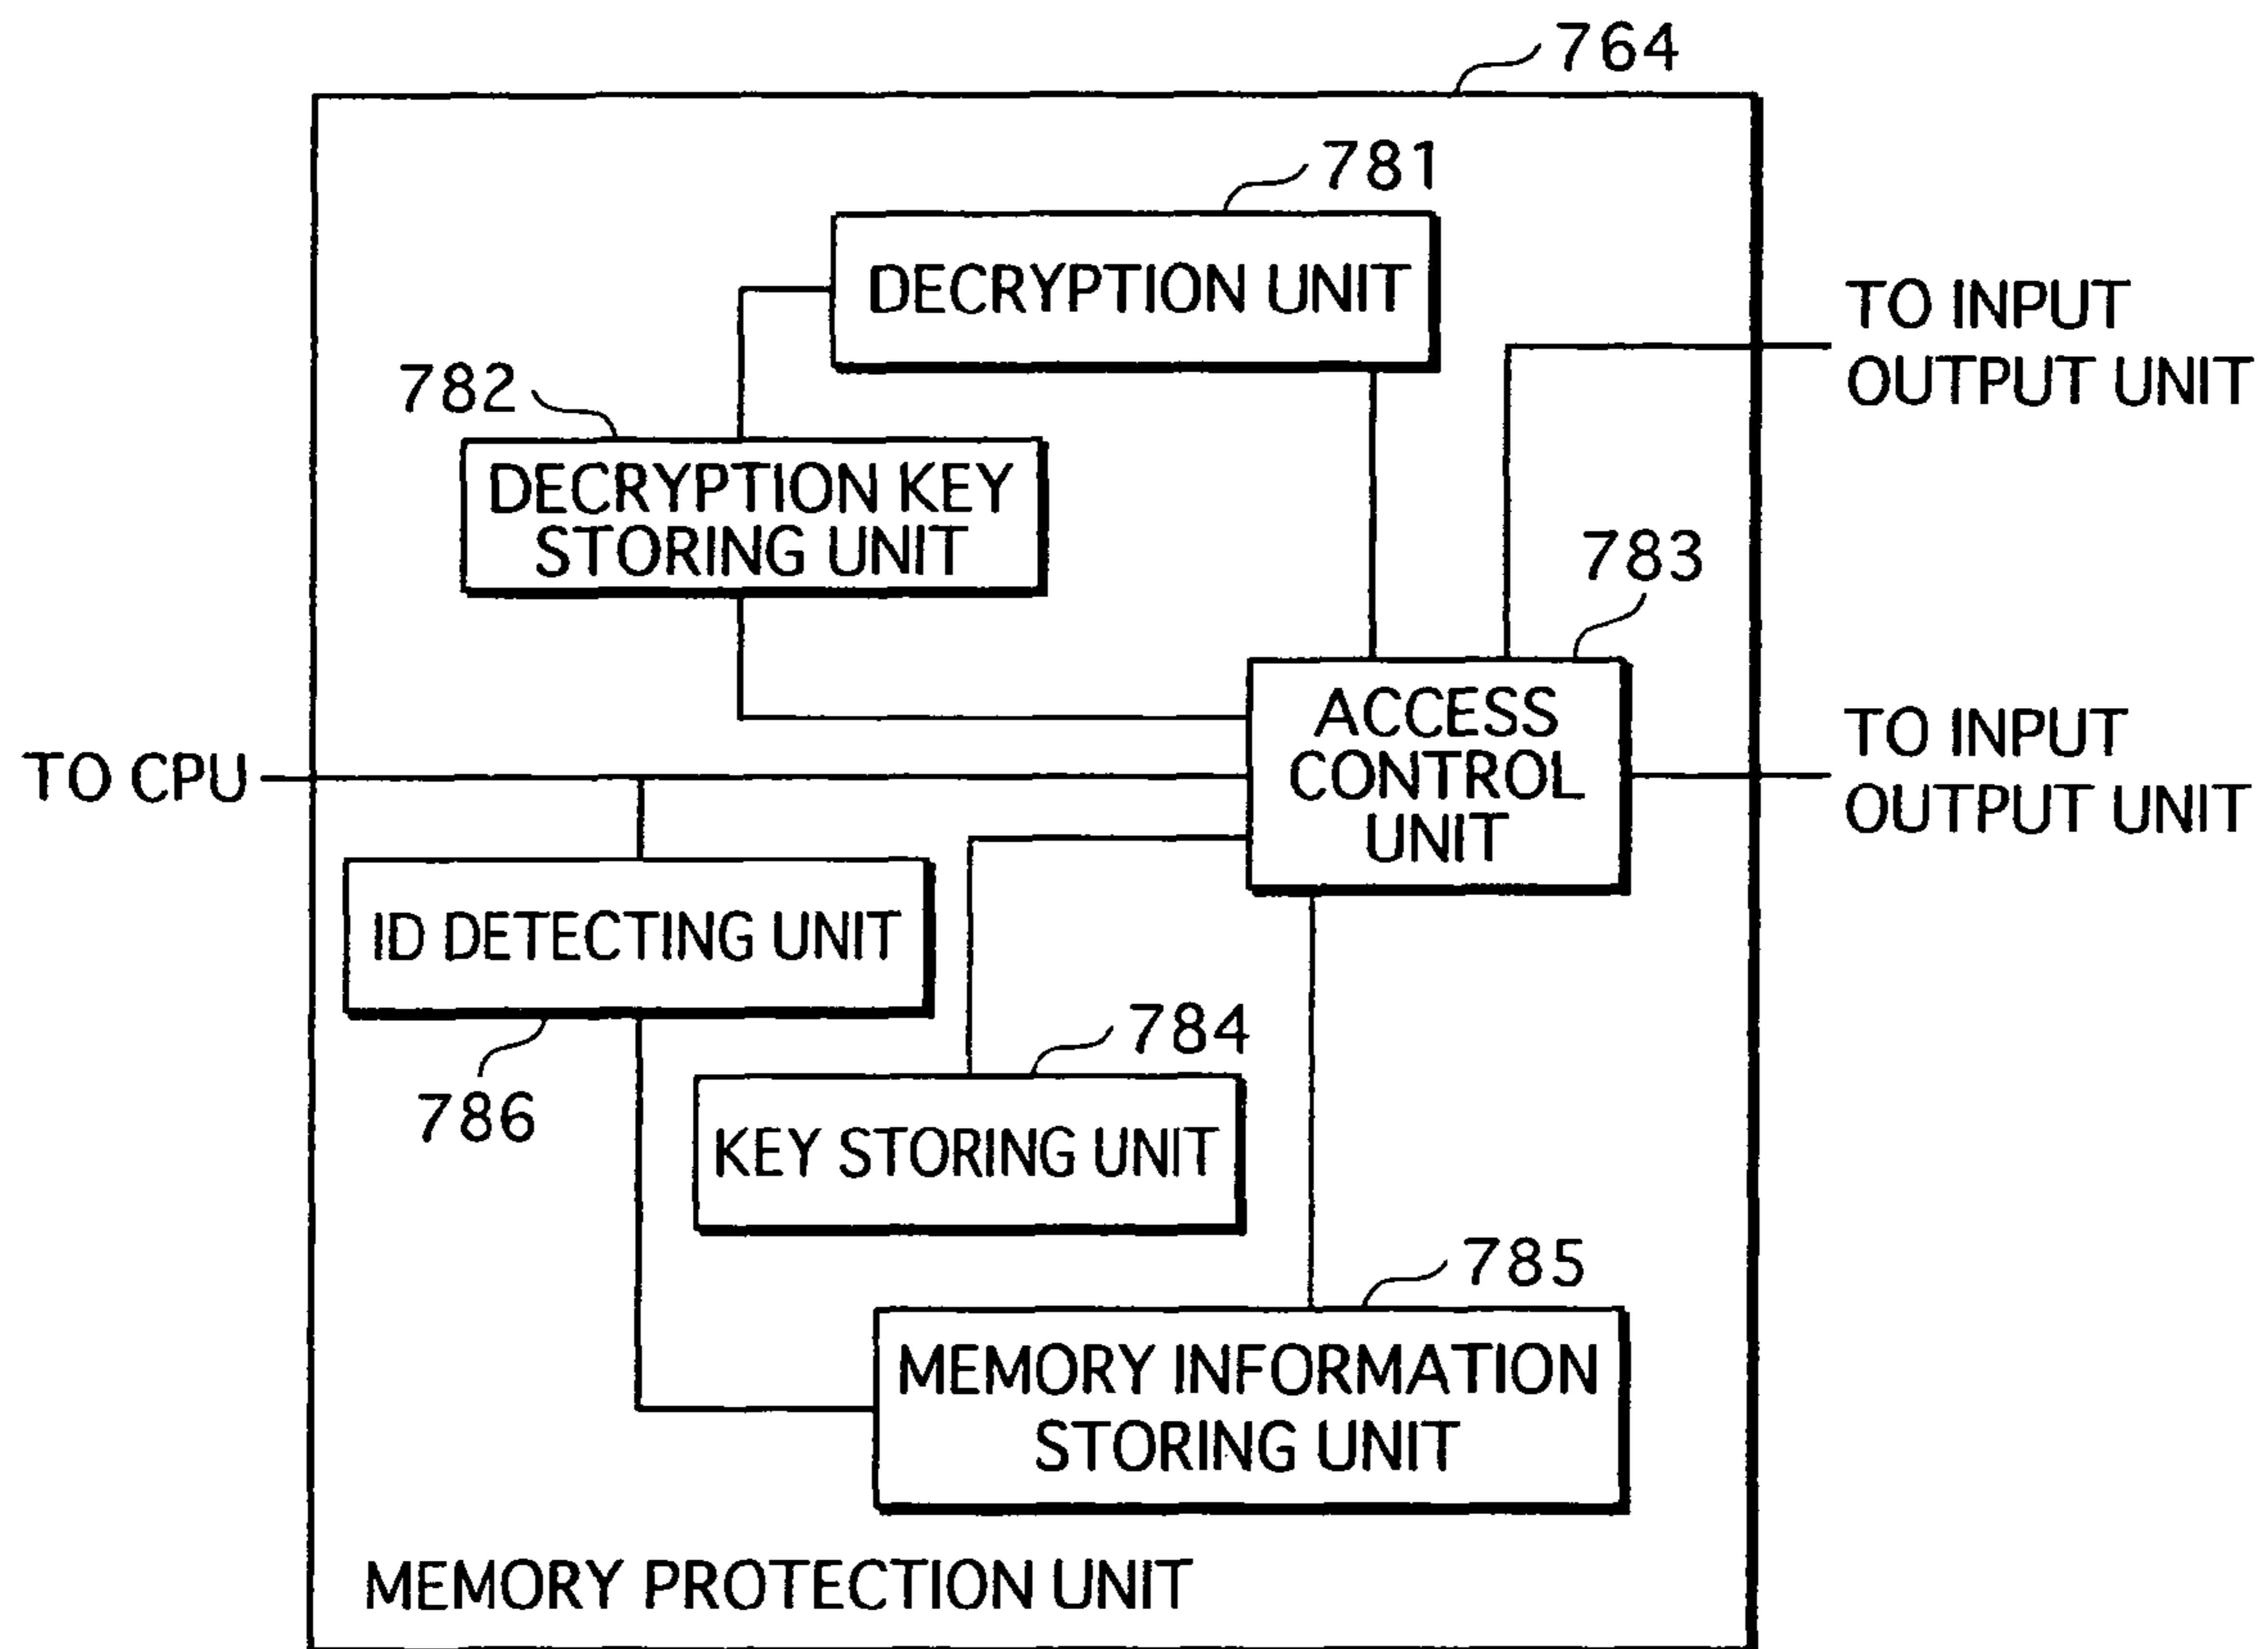 764
781
DECRYPTION UNIT
TO INPUT
OUTPUT UNIT
782
DECRYPTION KEY
STORING UNIT
783
ACCESS
CONTROL
UNIT
TO INPUT
OUTPUT UNIT
TO CPU
ID DETECTING UNIT
786
784
KEY STORING UNIT
785
MEMORY INFORMATION
STORING UNIT
MEMORY PROTECTION UNIT